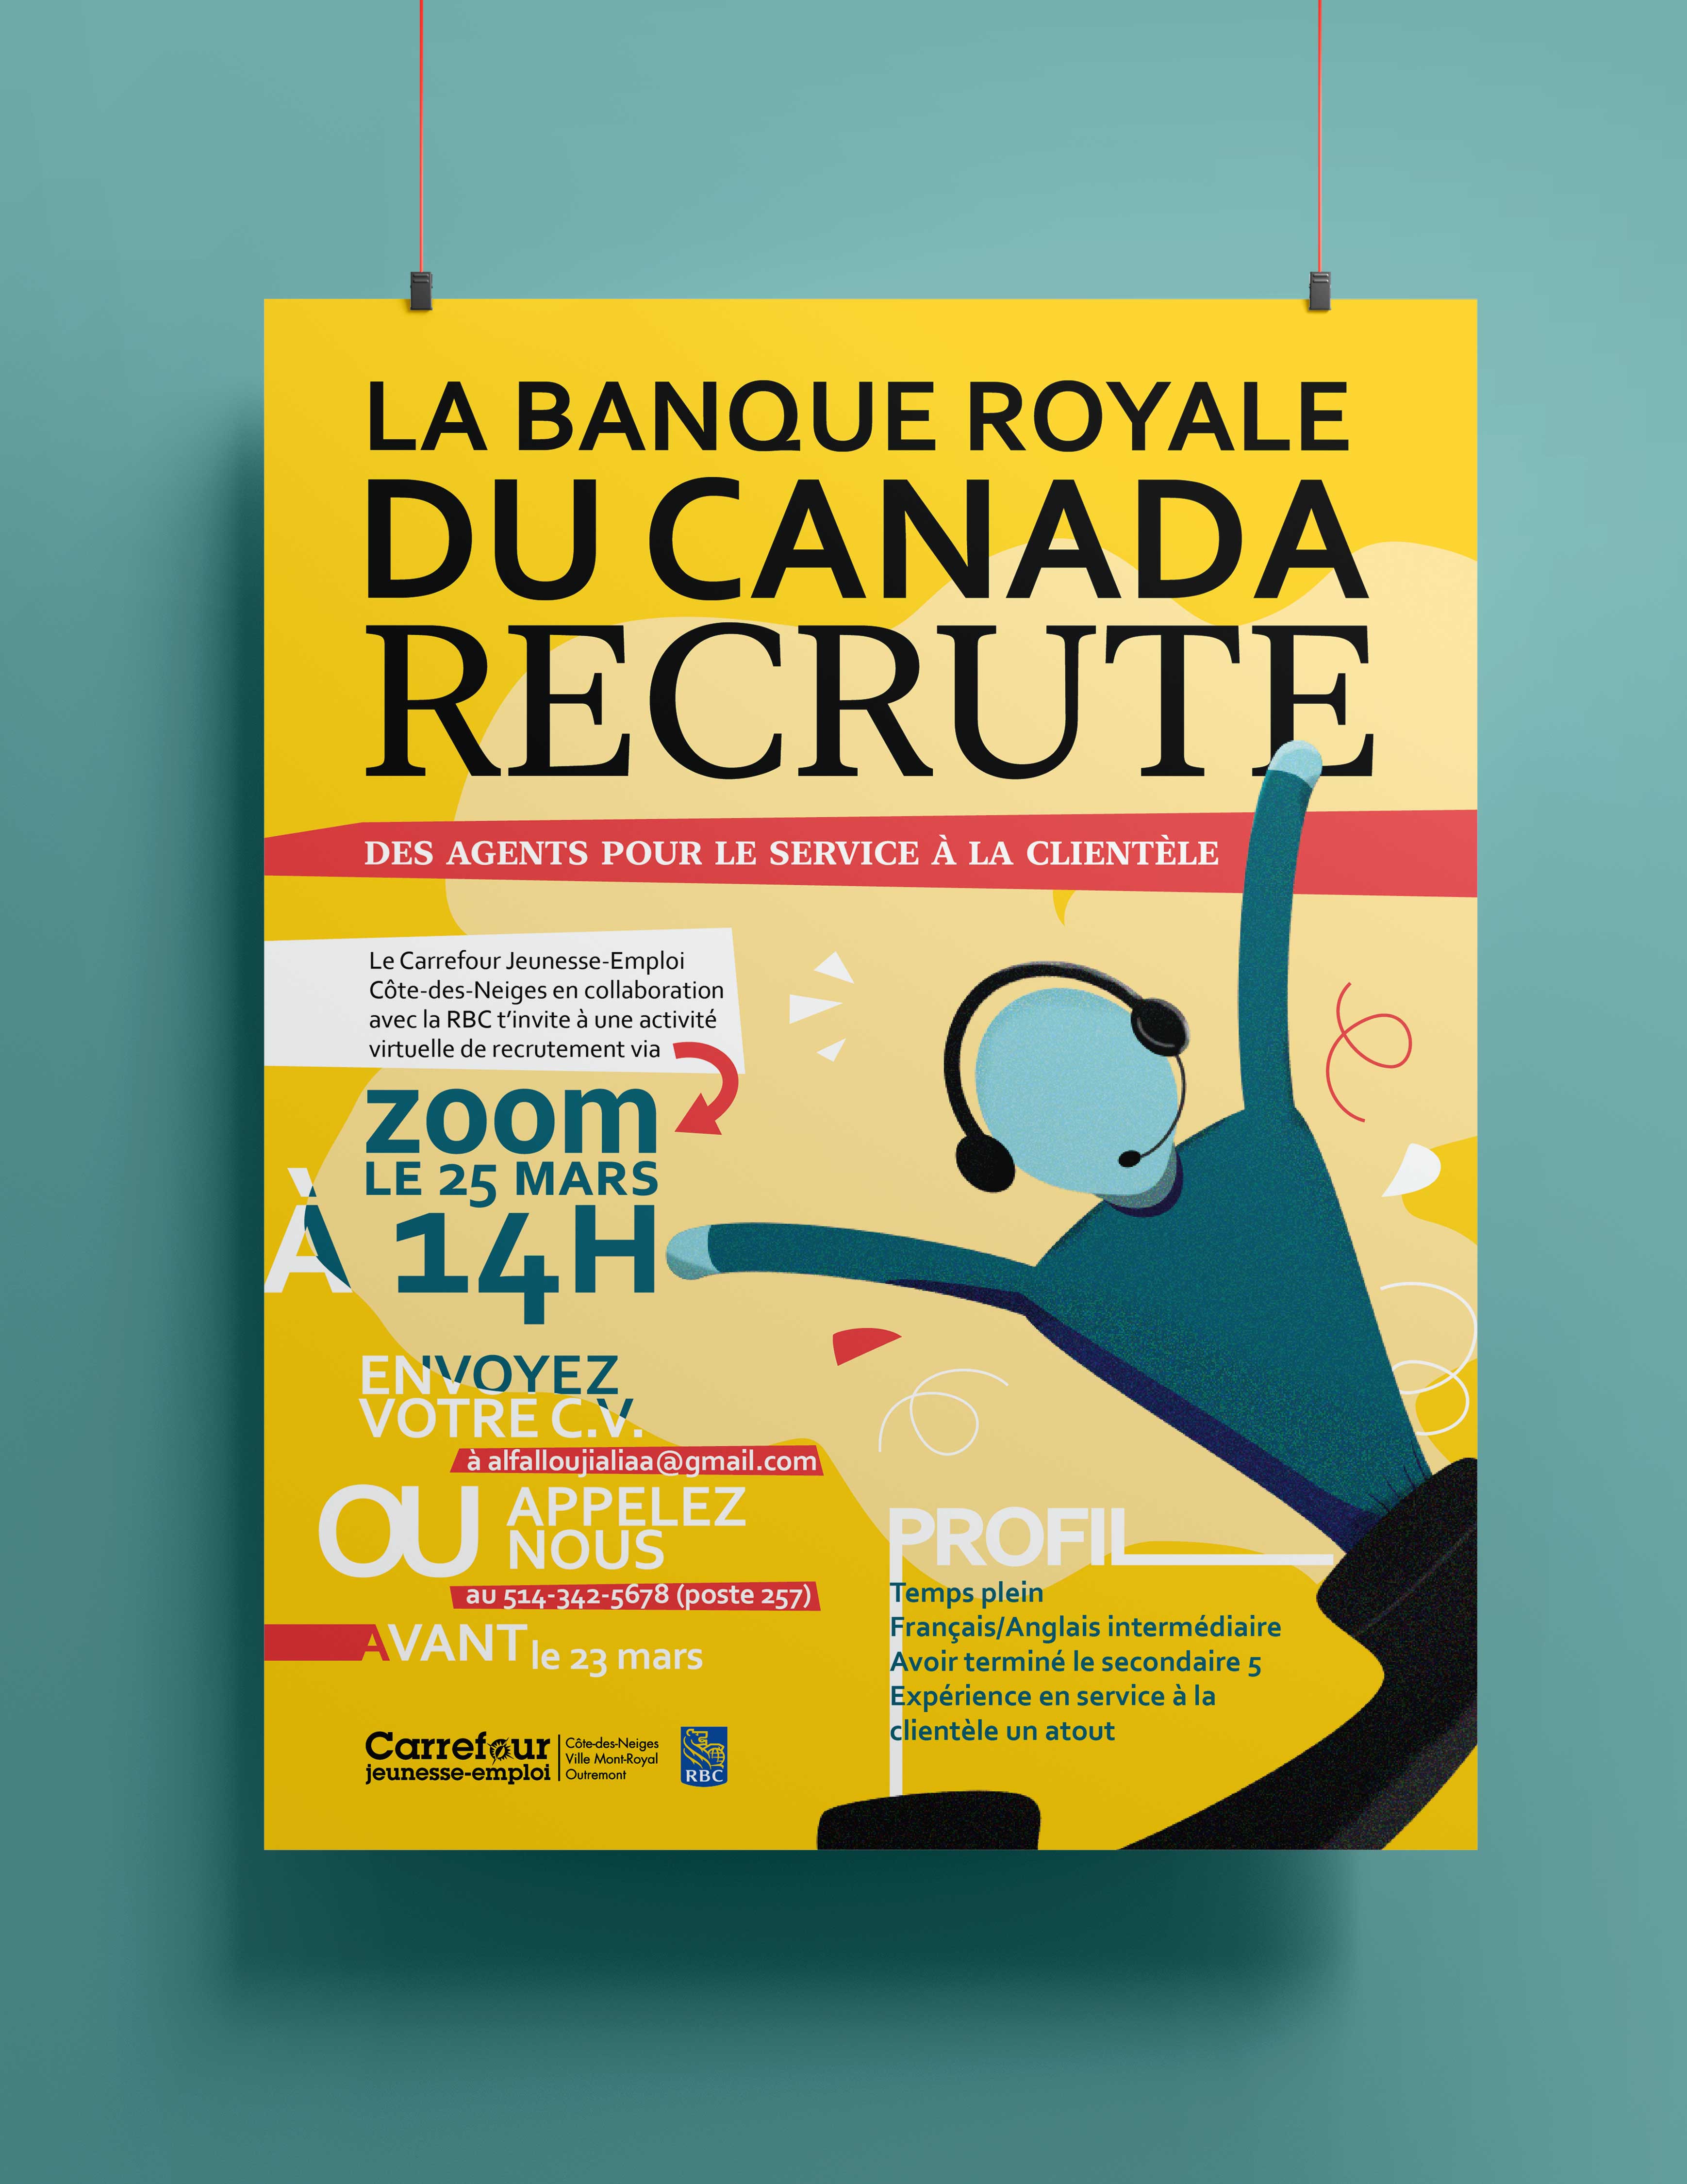 LA BANQUE ROYALE
DU CANADA
RECRUTE
DES AGENTS POUR LE SERVICE À LA CLIENTÈLE
Le Carrefour Jeunesse-Emploi
Côte-des-Neiges en collaboration
avec la RBC t'invite à une activité
virtuelle de recrutement via
zoom
LE 25 MARS
À 14H
ENVOYEZ
VOTRE C.V.
à alfalloujialiaa@gmail.com
OU APPELEZ
NOUS
au 514-342-5678 (poste 257)
AVANT le 23 mars
PROFIL
Temps plein
Français/Anglais intermédiaire
Avoir terminé le secondaire 5
Expérience en service à la
clientèle un atout
Carrefour
jeunesse-emploi
Côte-des-Neiges
Ville Mont-Royal
Outremont
RBC